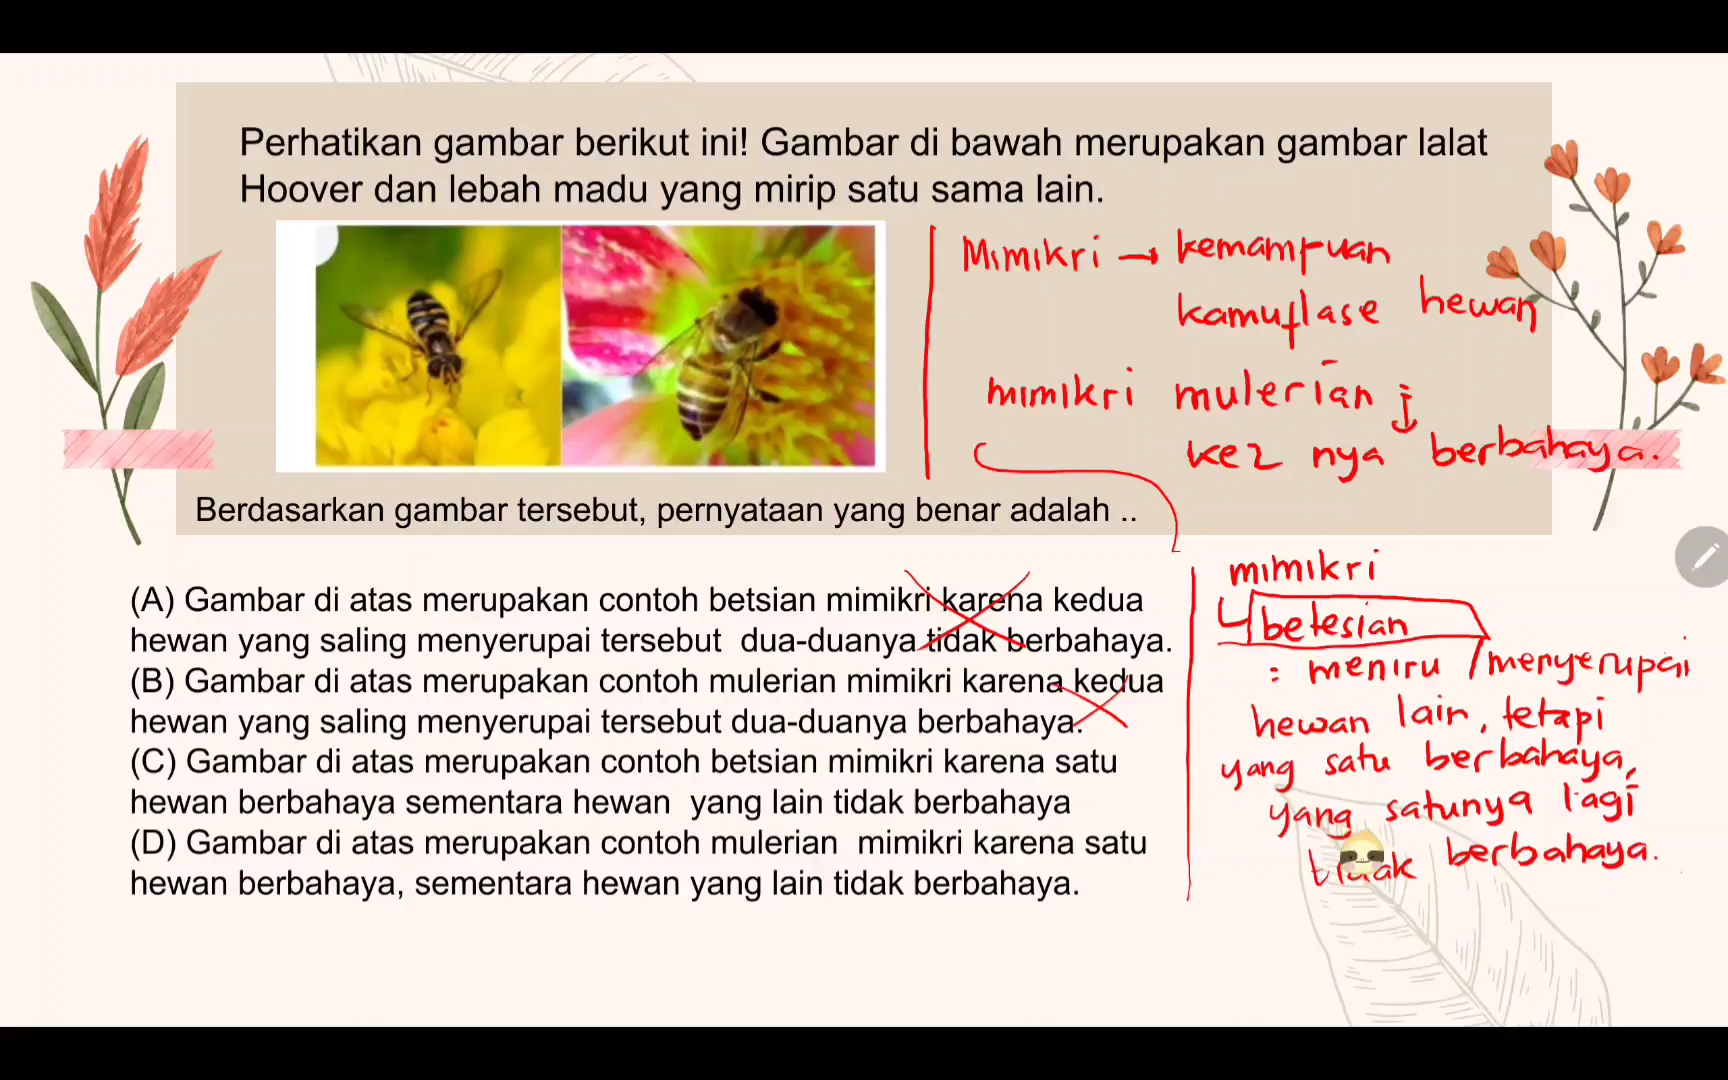 Perhatikan gambar berikut ini! Gambar di bawah merupakan gambar lalat
Hoover dan lebah madu yang mirip satu sama lain.
Mimikri → kemampuan
kamuflase hewan
mimikri mulerian
ke2 nya berbahaya.
Berdasarkan gambar tersebut, pernyataan yang benar adalah ..
(A) Gambar di atas merupakan contoh betsian mimikri karena kedua
hewan yang saling menyerupai tersebut dua-duanya tidak berbahaya.
(B) Gambar di atas merupakan contoh mulerian mimikri karena kedua
hewan yang saling menyerupai tersebut dua-duanya berbahaya.
(C) Gambar di atas merupakan contoh betsian mimikri karena satu
hewan berbahaya sementara hewan yang lain tidak berbahaya
(D) Gambar di atas merupakan contoh mulerian mimikri karena satu
hewan berbahaya, sementara hewan yang lain tidak berbahaya.
mimikri
betesian
: meniru / menyerupai
hewan lain, tetapi
yang satu berbahaya,
yang satunya lagi
tidak berbahaya.